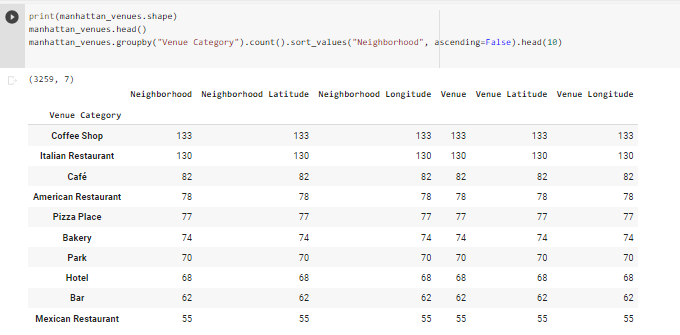 print(manhattan_venues.shape)
manhattan_venues.head()
manhattan_venues.groupby("Venue Category").count().sort_values("Neighborhood", ascending=False).head(10)
(3259, 7)
Neighborhood Neighborhood Latitude Neighborhood Longitude Venue Venue Latitude Venue Longitude
Venue Category
Coffee Shop 133 133 133 133 133 133
Italian Restaurant 130 130 130 130 130 130
Café 82 82 82 82 82 82
American Restaurant 78 78 78 78 78 78
Pizza Place 77 77 77 77 77 77
Bakery 74 74 74 74 74 74
Park 70 70 70 70 70 70
Hotel 68 68 68 68 68 68
Bar 62 62 62 62 62 62
Mexican Restaurant 55 55 55 55 55 55